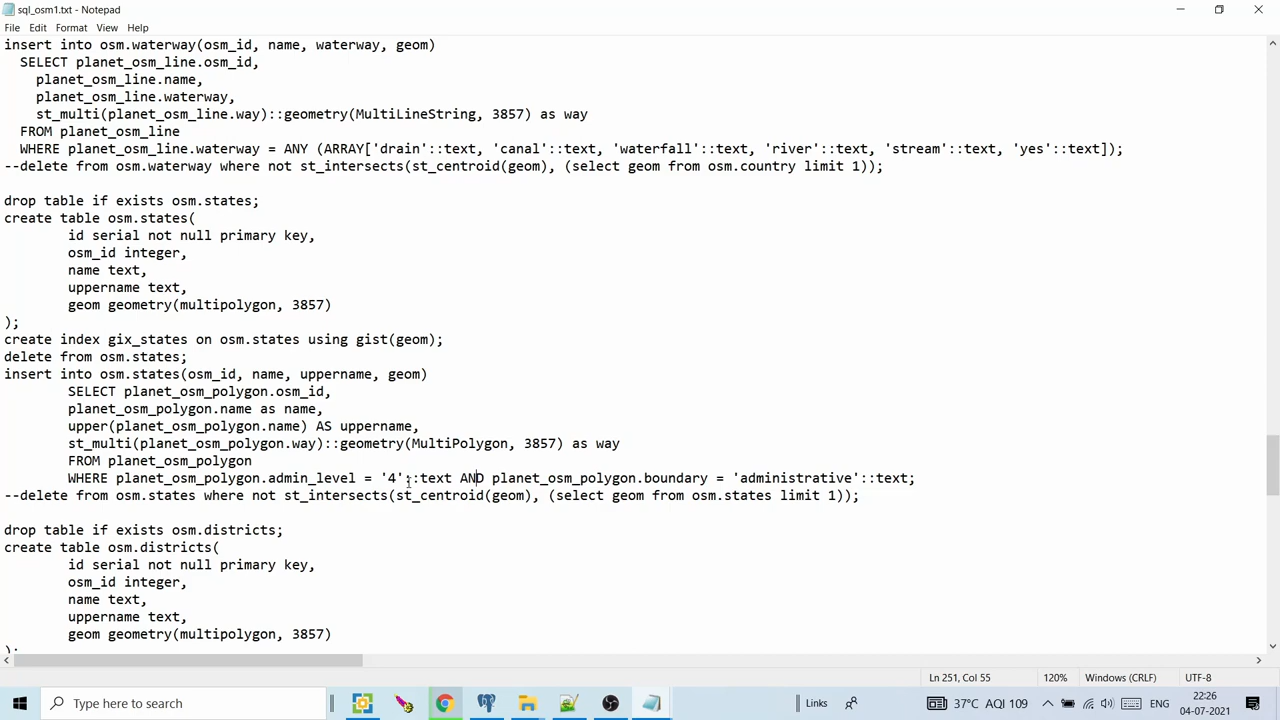 sql_osm1.txt - Notepad
File Edit Format View Help
insert into osm.waterway(osm_id, name, waterway, geom)
SELECT planet_osm_line.osm_id,
planet_osm_line.name,
planet_osm_line.waterway,
st_multi(planet_osm_line.way)::geometry(MultiLineString, 3857) as way
FROM planet_osm_line
WHERE planet_osm_line.waterway = ANY (ARRAY['drain'::text, 'canal'::text, 'waterfall'::text, 'river'::text, 'stream'::text, 'yes'::text]);
--delete from osm.waterway where not st_intersects(st_centroid(geom), (select geom from osm.country limit 1));
drop table if exists osm.states;
create table osm.states(
id serial not null primary key,
osm_id integer,
name text,
uppername text,
geom geometry(multipolygon, 3857)
);
create index gix_states on osm.states using gist(geom);
delete from osm.states;
insert into osm.states(osm_id, name, uppername, geom)
SELECT planet_osm_polygon.osm_id,
planet_osm_polygon.name as name,
upper(planet_osm_polygon.name) AS uppername,
st_multi(planet_osm_polygon.way)::geometry(MultiPolygon, 3857) as way
FROM planet_osm_polygon
WHERE planet_osm_polygon.admin_level = '4'::text AND planet_osm_polygon.boundary = 'administrative'::text;
--delete from osm.states where not st_intersects(st_centroid(geom), (select geom from osm.states limit 1));
drop table if exists osm.districts;
create table osm.districts(
id serial not null primary key,
osm_id integer,
name text,
uppername text,
geom geometry(multipolygon, 3857)
);
Ln 251, Col 55 120% Windows (CRLF) UTF-8
Type here to search Links 37°C AQI 109 ENG 22:26
04-07-2021